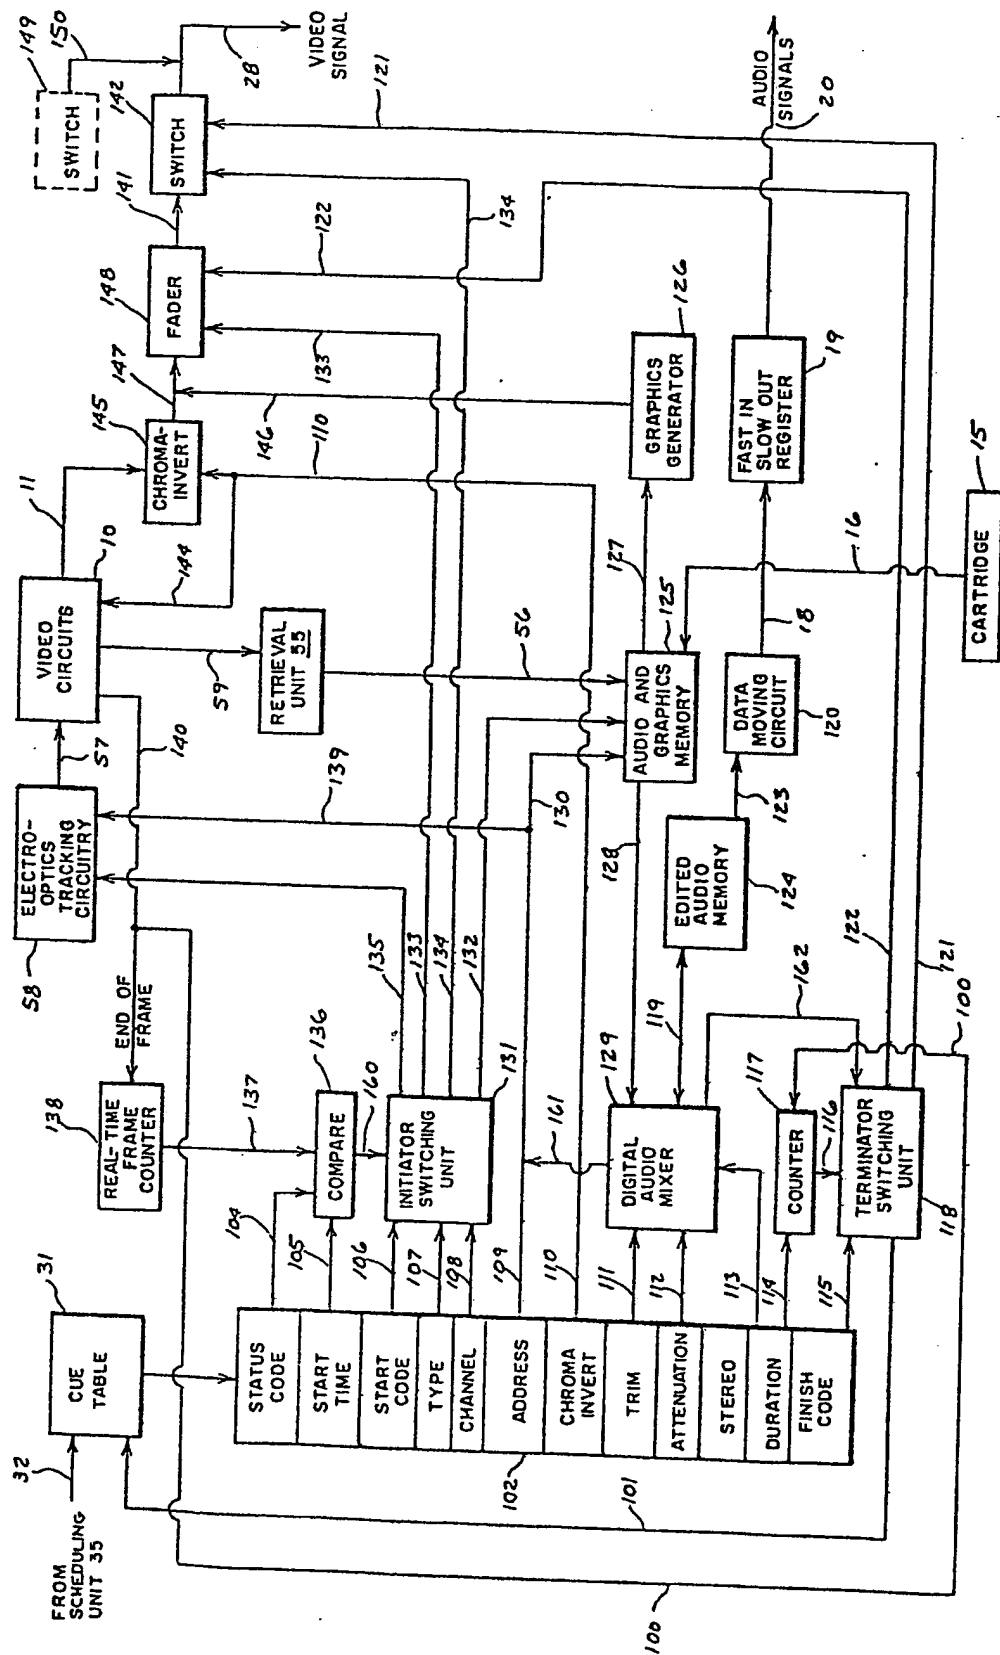 FROM
SCHEDULING
UNIT 35
32
CUE
TABLE
31
101
100
STATUS
CODE
START
TIME
START
CODE
TYPE
CHANNEL
ADDRESS
CHROMA
INVERT
TRIM
ATTENUATION
STEREO
DURATION
FINISH
CODE
102
104
105
106
107
108
109
110
111
112
113
114
115
REAL-TIME
FRAME
COUNTER
138
END OF
FRAME
137
COMPARE
136
160
INITIATOR
SWITCHING
UNIT
131
135
133
134
132
161
DIGITAL
AUDIO
MIXER
129
COUNTER
117
116
TERMINATOR
SWITCHING
UNIT
118
162
100
121
122
119
128
ELECTRO-
OPTICS
TRACKING
CIRCUITRY
58
57
140
139
130
EDITED
AUDIO
MEMORY
124
123
VIDEO
CIRCUITS
10
11
144
59
RETRIEVAL
UNIT 55
56
AUDIO AND
GRAPHICS
MEMORY
125
127
DATA
MOVING
CIRCUIT
120
18
16
CARTRIDGE
15
CHROMA-
INVERT
145
147
146
110
GRAPHICS
GENERATOR
126
FAST IN
SLOW OUT
REGISTER
19
FADER
148
133
122
141
134
SWITCH
142
SWITCH
149
150
28
VIDEO
SIGNAL
121
AUDIO
SIGNALS
20